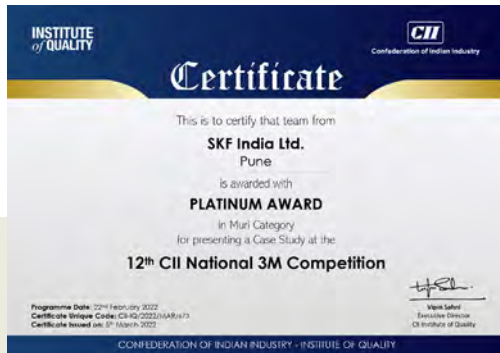 INSTITUTE
of QUALITY
CII
Confederation of Indian Industry
Certificate
This is to certify that team from
SKF India Ltd.
Pune
is awarded with
PLATINUM AWARD
in Muri Category
for presenting a Case Study at the
12th CII National 3M Competition
Programme Date: 22nd February 2022
Certificate Unique Code:
Certificate Issued on: 5th March 2022
Vipin Sahni
Executive Director
CII Institute of Quality
CONFEDERATION OF INDIAN INDUSTRY - INSTITUTE OF QUALITY